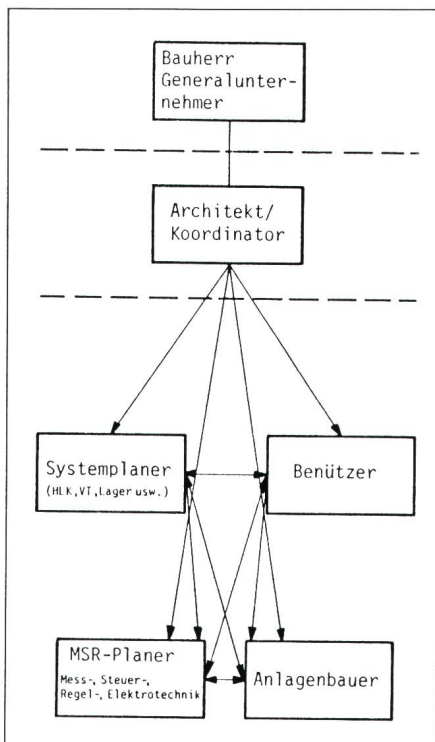 Bauherr
Generalunter-
nehmer
Architekt/
Koordinator
Systemplaner
(HLK,VT,Lager usw.)
Benützer
MSR-Planer
Mess-, Steuer-,
Regel-, Elektrotechnik
Anlagenbauer